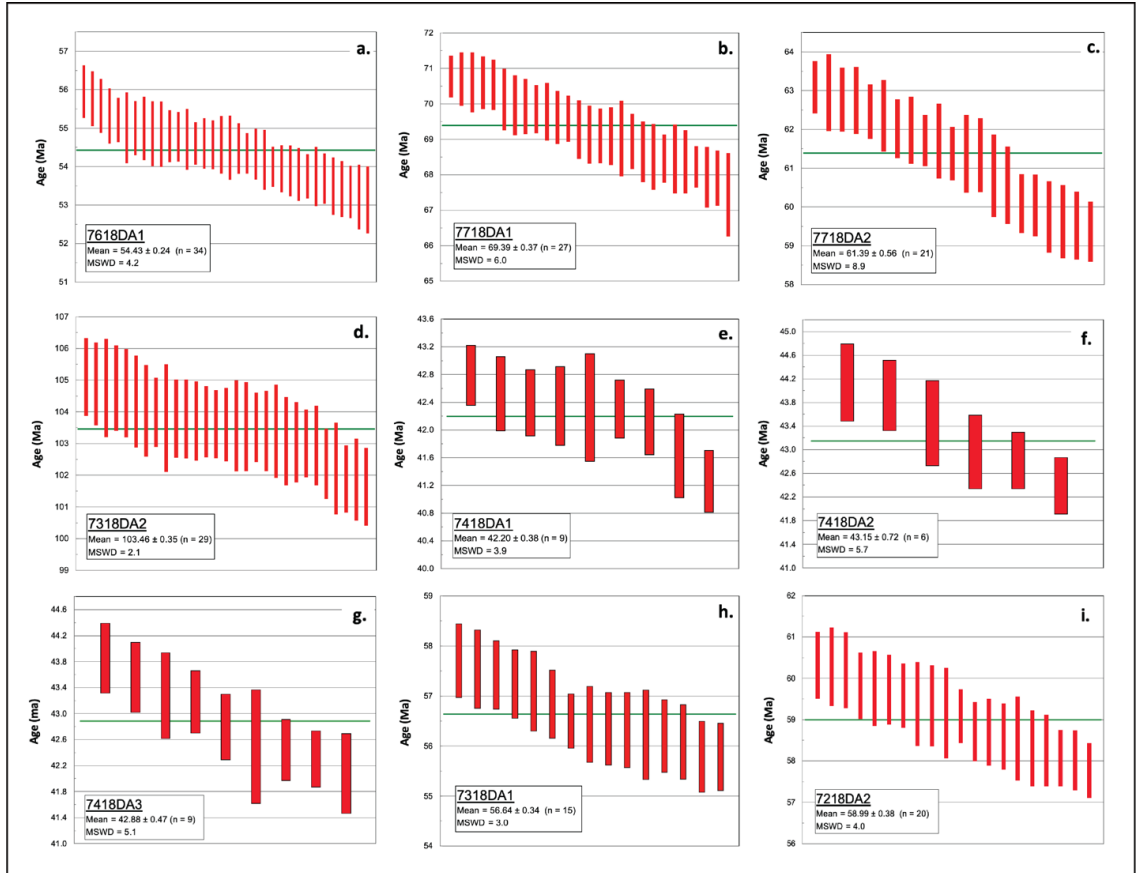 a.
57
56
55
54
53
52
51
Age (Ma)
7618DA1
Mean = 54.43 ± 0.24 (n = 34)
MSWD = 4.2
b.
72
71
70
69
68
67
66
65
Age (Ma)
7718DA1
Mean = 69.39 ± 0.37 (n = 27)
MSWD = 6.0
c.
64
63
62
61
60
59
58
Age (Ma)
7718DA2
Mean = 61.39 ± 0.56 (n = 21)
MSWD = 8.9
d.
107
106
105
104
103
102
101
100
99
Age (Ma)
7318DA2
Mean = 103.46 ± 0.35 (n = 29)
MSWD = 2.1
e.
43.6
43.2
42.8
42.4
42.0
41.6
41.2
40.8
40.4
40.0
Age (Ma)
7418DA1
Mean = 42.20 ± 0.38 (n = 9)
MSWD = 3.9
f.
45.0
44.6
44.2
43.8
43.4
43.0
42.6
42.2
41.8
41.4
41.0
Age (Ma)
7418DA2
Mean = 43.15 ± 0.72 (n = 6)
MSWD = 5.7
g.
44.6
44.2
43.8
43.4
43.0
42.6
42.2
41.8
41.4
41.0
Age (ma)
7418DA3
Mean = 42.88 ± 0.47 (n = 9)
MSWD = 5.1
h.
59
58
57
56
55
54
Age (Ma)
7318DA1
Mean = 56.64 ± 0.34 (n = 15)
MSWD = 3.0
i.
62
61
60
59
58
57
56
Age (Ma)
7218DA2
Mean = 58.99 ± 0.38 (n = 20)
MSWD = 4.0